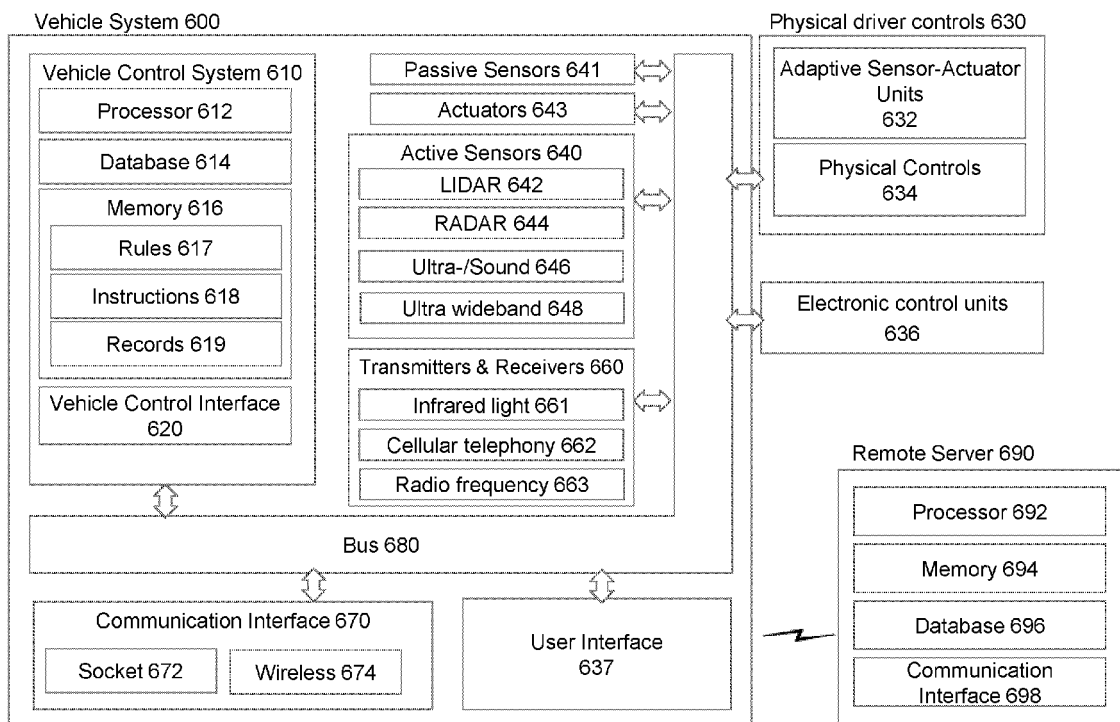 Vehicle System 600
Vehicle Control System 610
Processor 612
Database 614
Memory 616
Rules 617
Instructions 618
Records 619
Vehicle Control Interface
620
Passive Sensors 641
Actuators 643
Active Sensors 640
LIDAR 642
RADAR 644
Ultra-/Sound 646
Ultra wideband 648
Transmitters & Receivers 660
Infrared light 661
Cellular telephony 662
Radio frequency 663
Bus 680
Communication Interface 670
Socket 672
Wireless 674
User Interface
637
Physical driver controls 630
Adaptive Sensor-Actuator
Units
632
Physical Controls
634
Electronic control units
636
Remote Server 690
Processor 692
Memory 694
Database 696
Communication
Interface 698